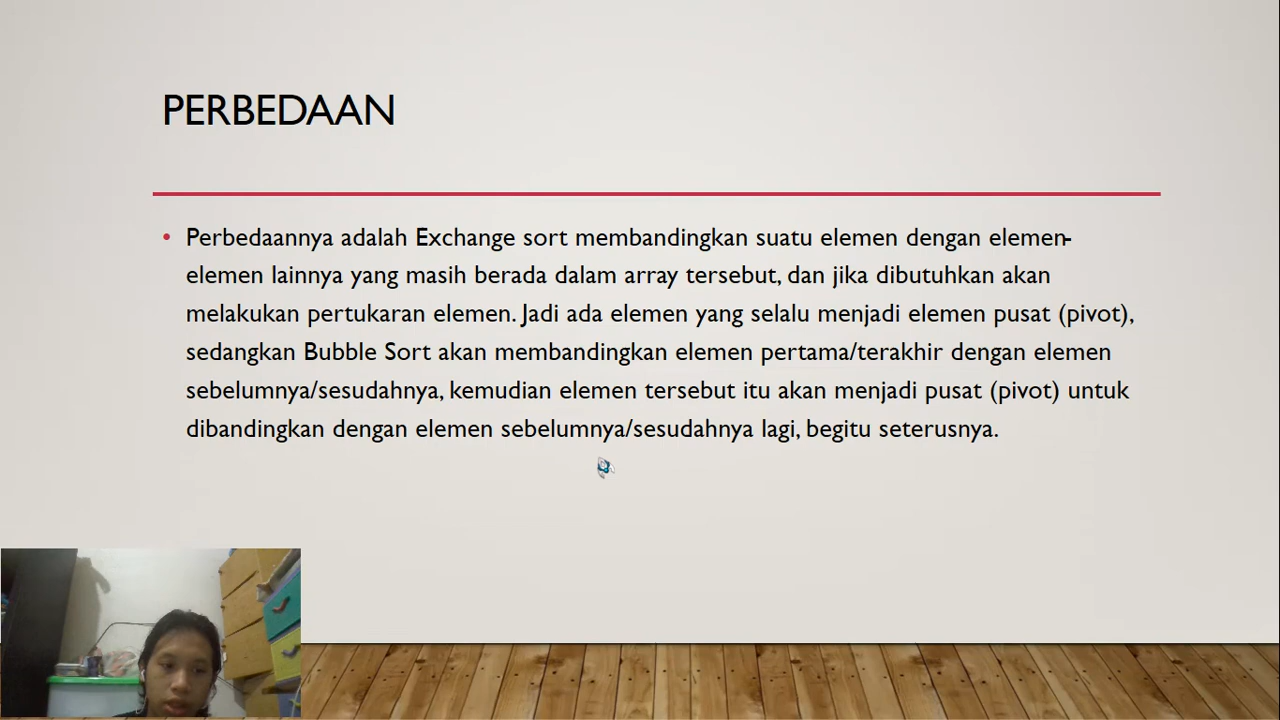 PERBEDAAN
• Perbedaannya adalah Exchange sort membandingkan suatu elemen dengan elemen-
elemen lainnya yang masih berada dalam array tersebut, dan jika dibutuhkan akan
melakukan pertukaran elemen. Jadi ada elemen yang selalu menjadi elemen pusat (pivot),
sedangkan Bubble Sort akan membandingkan elemen pertama/terakhir dengan elemen
sebelumnya/sesudahnya, kemudian elemen tersebut itu akan menjadi pusat (pivot) untuk
dibandingkan dengan elemen sebelumnya/sesudahnya lagi, begitu seterusnya.